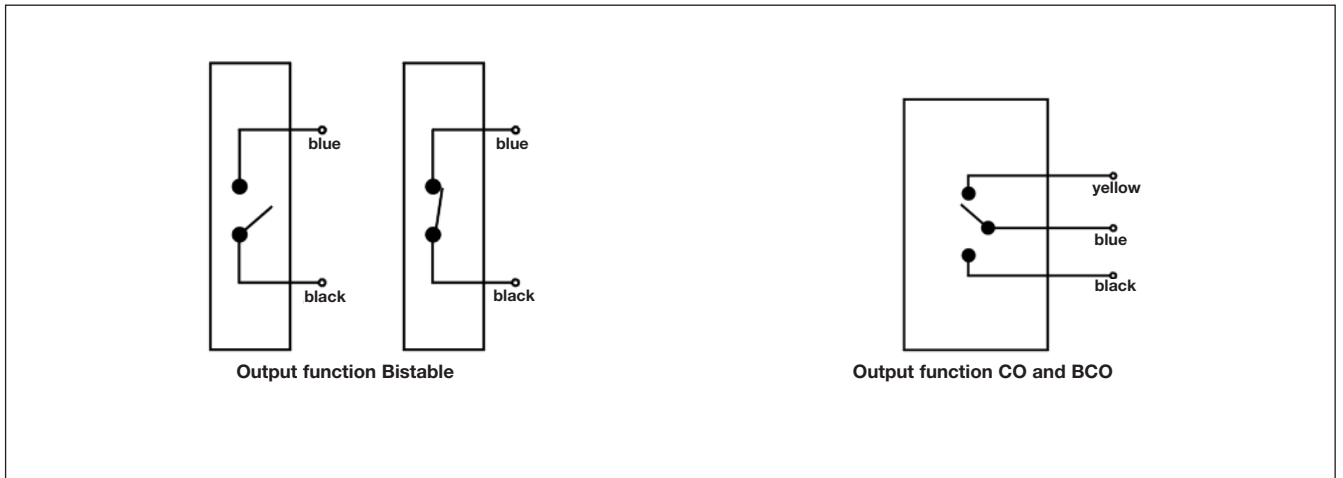 blue
black
blue
black
Output function Bistable
yellow
blue
black
Output function CO and BCO